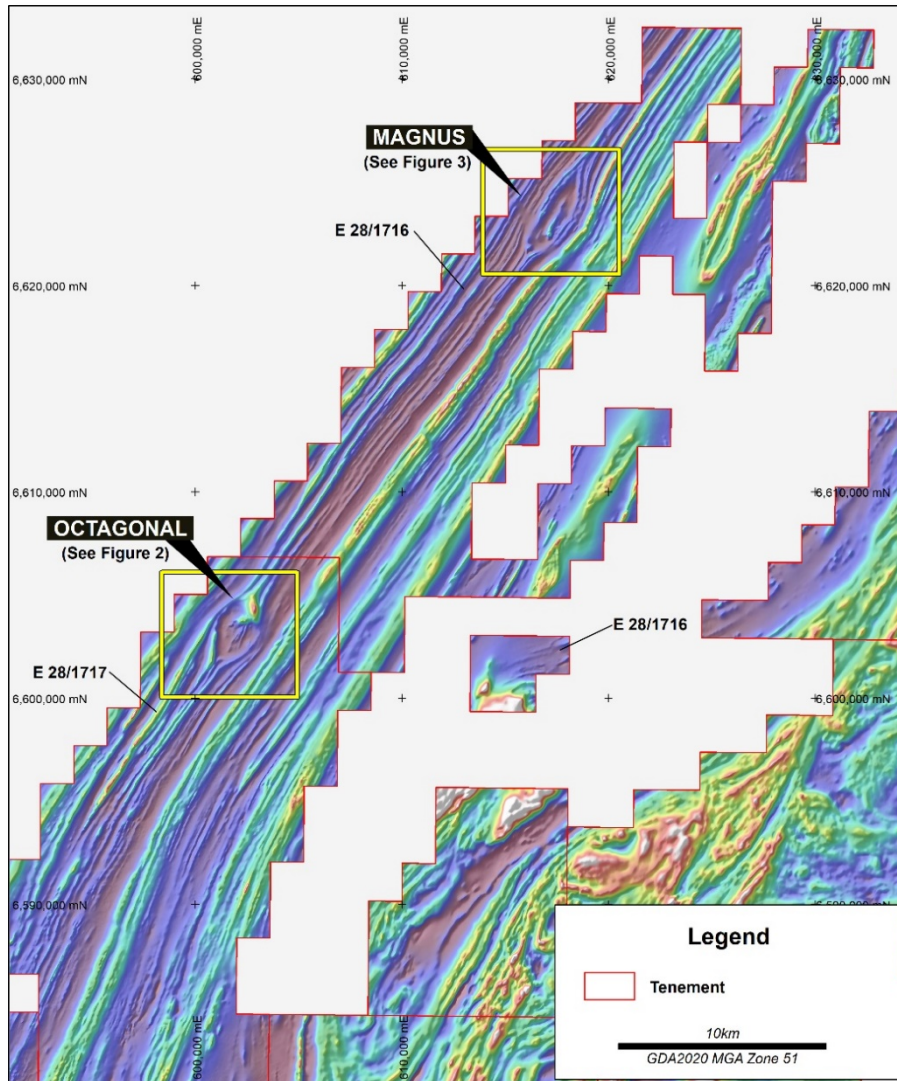 600,000 mE
610,000 mE
620,000 mE
630,000 mE
6,630,000 mN
6,630,000 mN
MAGNUS
(See Figure 3)
E 28/1716
6,620,000 mN
6,620,000 mN
6,610,000 mN
6,610,000 mN
OCTAGONAL
(See Figure 2)
E 28/1716
E 28/1717
6,600,000 mN
6,600,000 mN
6,590,000 mN
Legend
Tenement
10km
GDA2020 MGA Zone 51
600,000 mE
610,000 mE